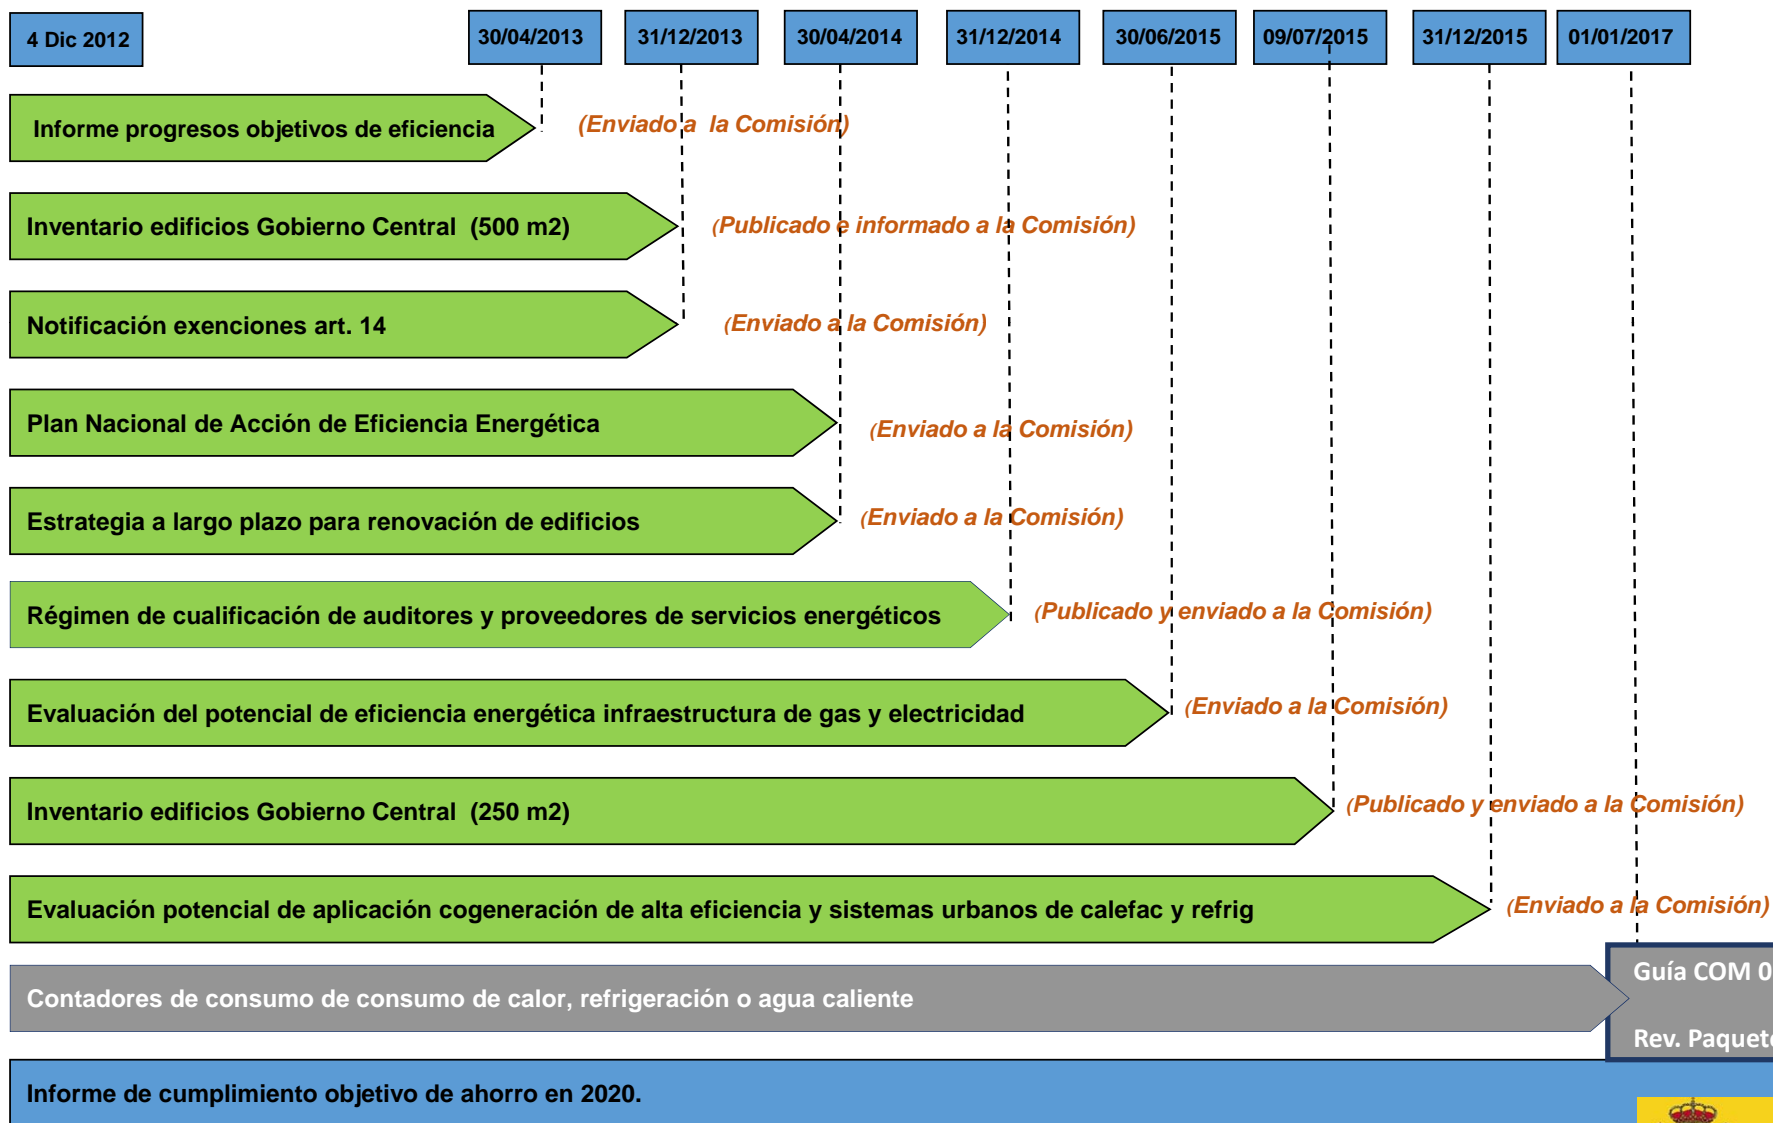 4 Dic 2012
30/04/2013
31/12/2013
30/04/2014
31/12/2014
30/06/2015
09/07/2015
31/12/2015
01/01/2017
Informe progresos objetivos de eficiencia
(Enviado a la Comisión)
Inventario edificios Gobierno Central (500 m2)
(Publicado e informado a la Comisión)
Notificación exenciones art. 14
(Enviado a la Comisión)
Plan Nacional de Acción de Eficiencia Energética
(Enviado a la Comisión)
Estrategia a largo plazo para renovación de edificios
(Enviado a la Comisión)
Régimen de cualificación de auditores y proveedores de servicios energéticos
(Publicado y enviado a la Comisión)
Evaluación del potencial de eficiencia energética infraestructura de gas y electricidad
(Enviado a la Comisión)
Inventario edificios Gobierno Central (250 m2)
(Publicado y enviado a la Comisión)
Evaluación potencial de aplicación cogeneración de alta eficiencia y sistemas urbanos de calefac y refrig
(Enviado a la Comisión)
Contadores de consumo de consumo de calor, refrigeración o agua caliente
Guía COM 0
Rev. Paquet
Informe de cumplimiento objetivo de ahorro en 2020.